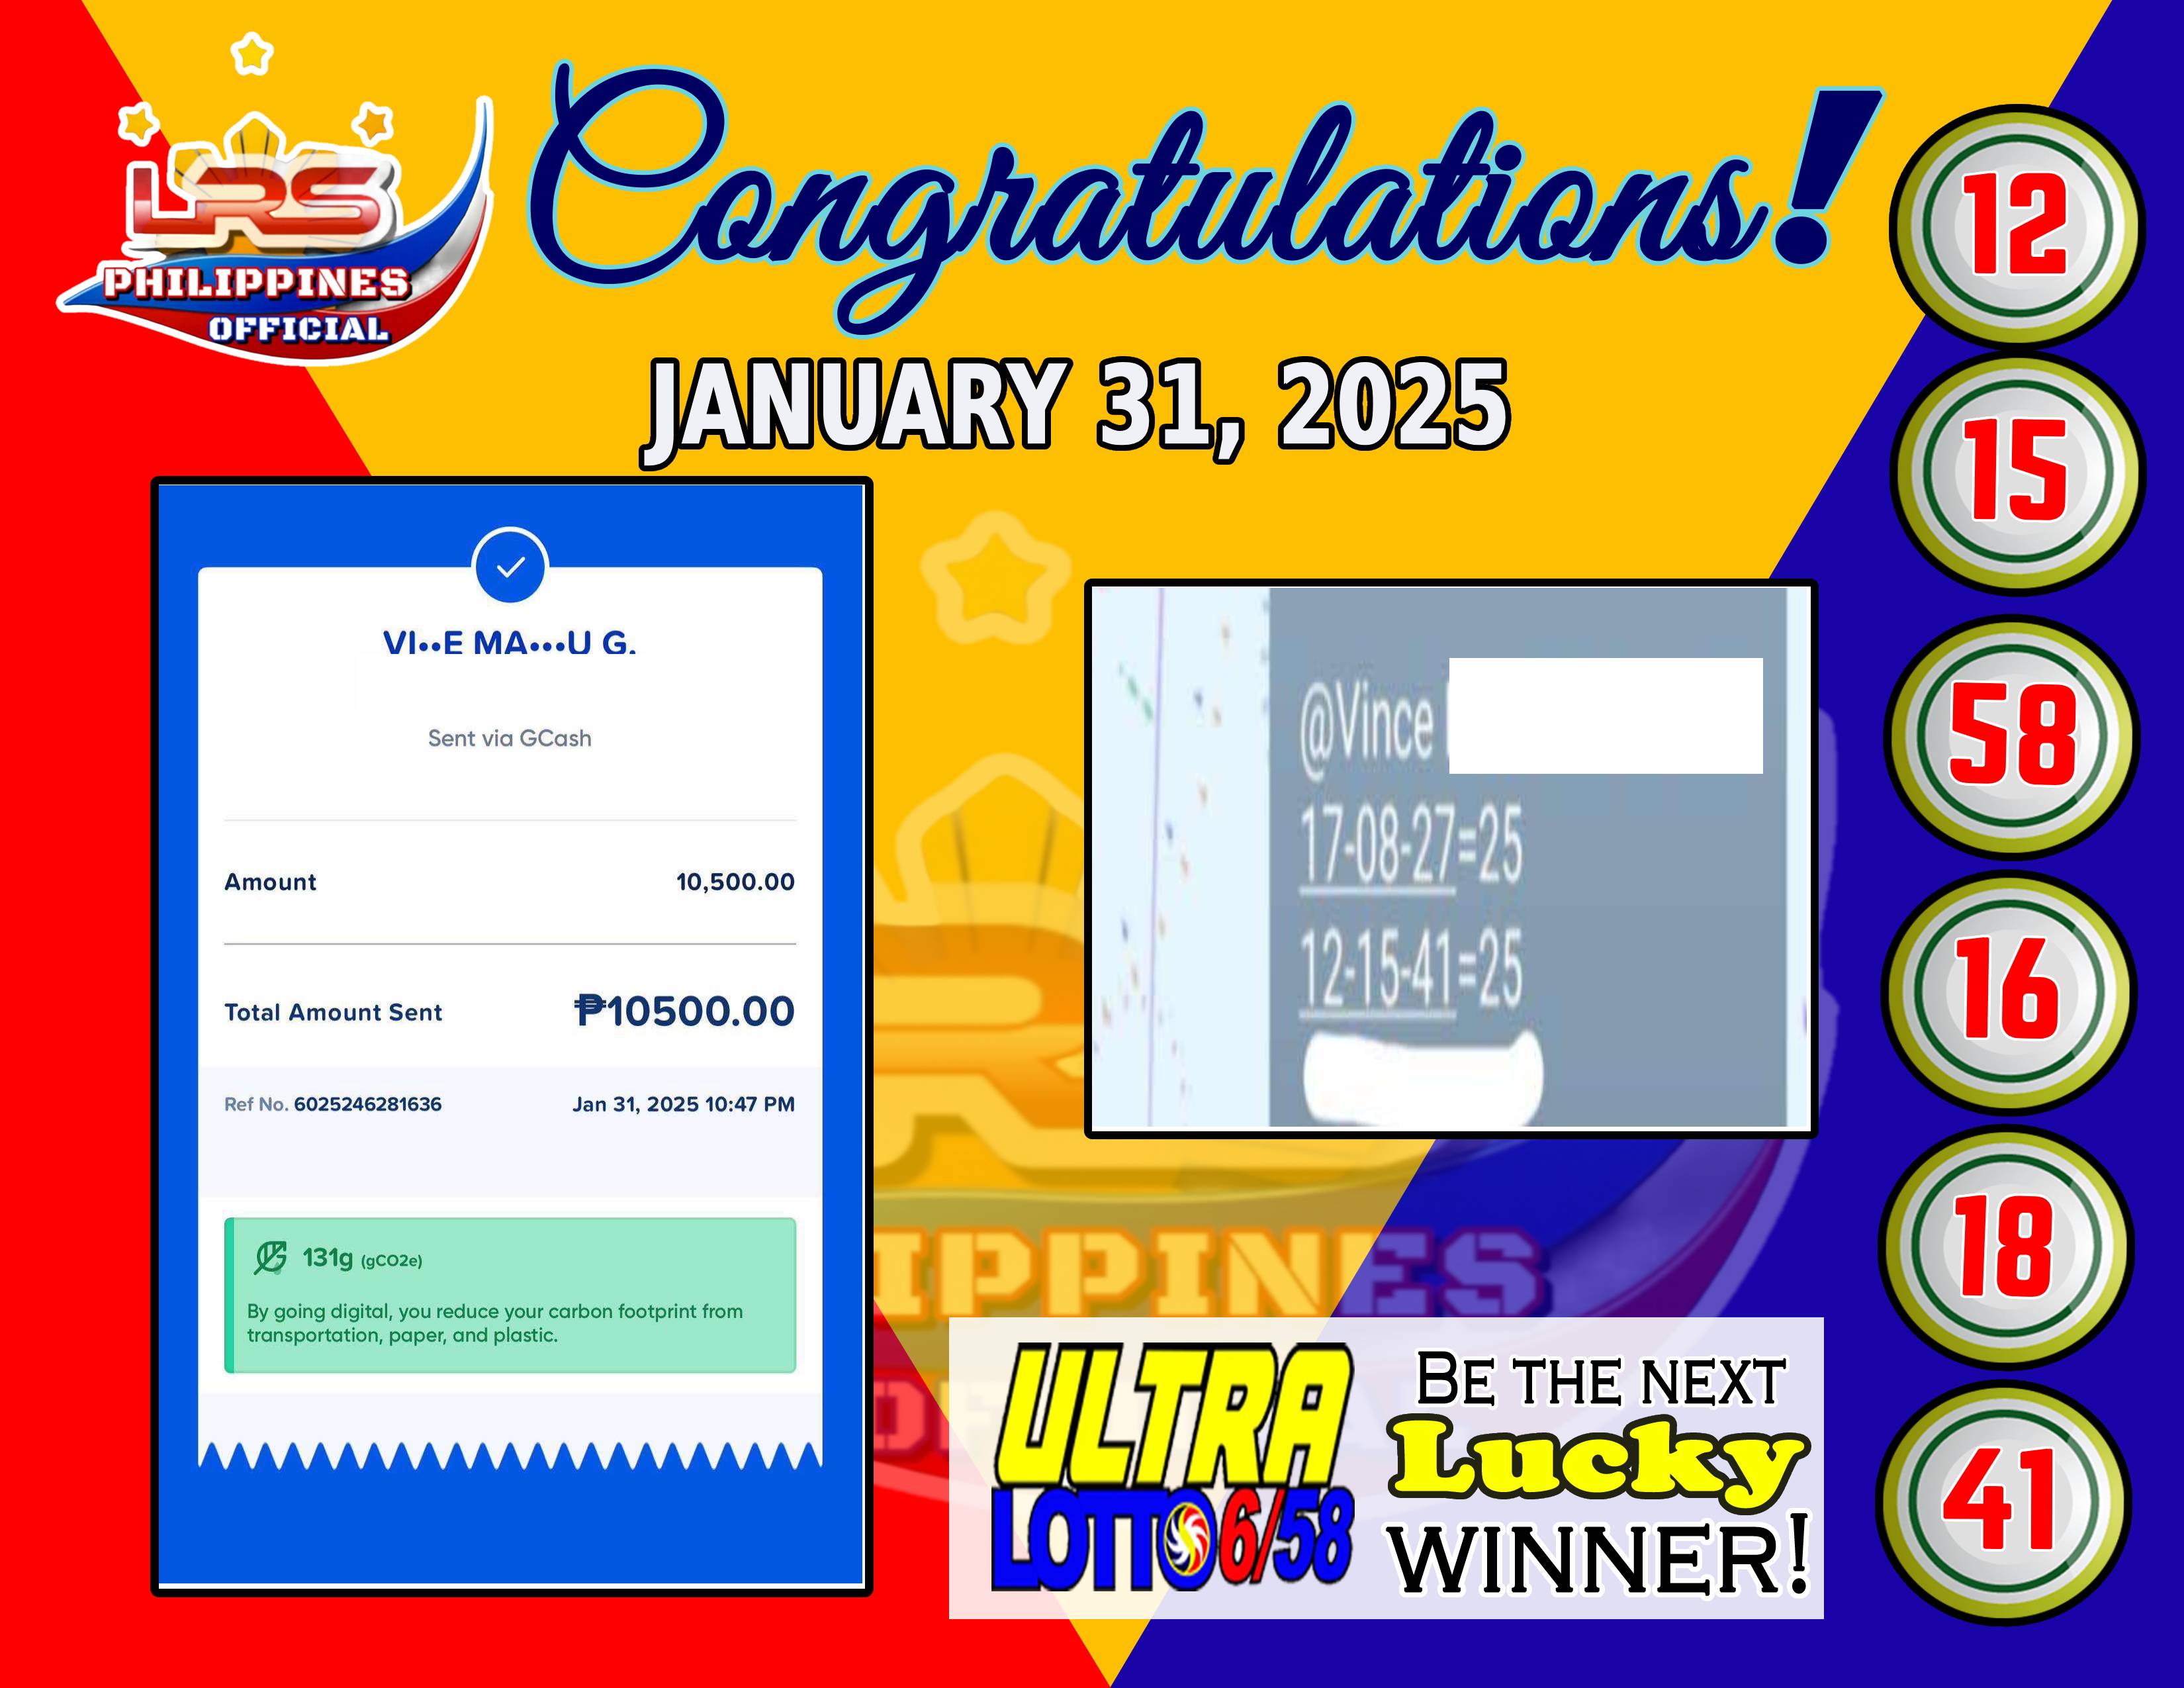 LRS
PHILIPPINES
OFFICIAL
Congratulations!
JANUARY 31, 2025
VI••E MA•••U G.
Sent via GCash
Amount 10,500.00
Total Amount Sent ₱10500.00
Ref No. 6025246281636 Jan 31, 2025 10:47 PM
131g (gCO2e)
By going digital, you reduce your carbon footprint from
transportation, paper, and plastic.
@Vince
17-08-27=25
12-15-41=25
IPPINES
ULTRA
LOTTO 6/58
BE THE NEXT
Lucky
WINNER!
12
15
58
16
18
41